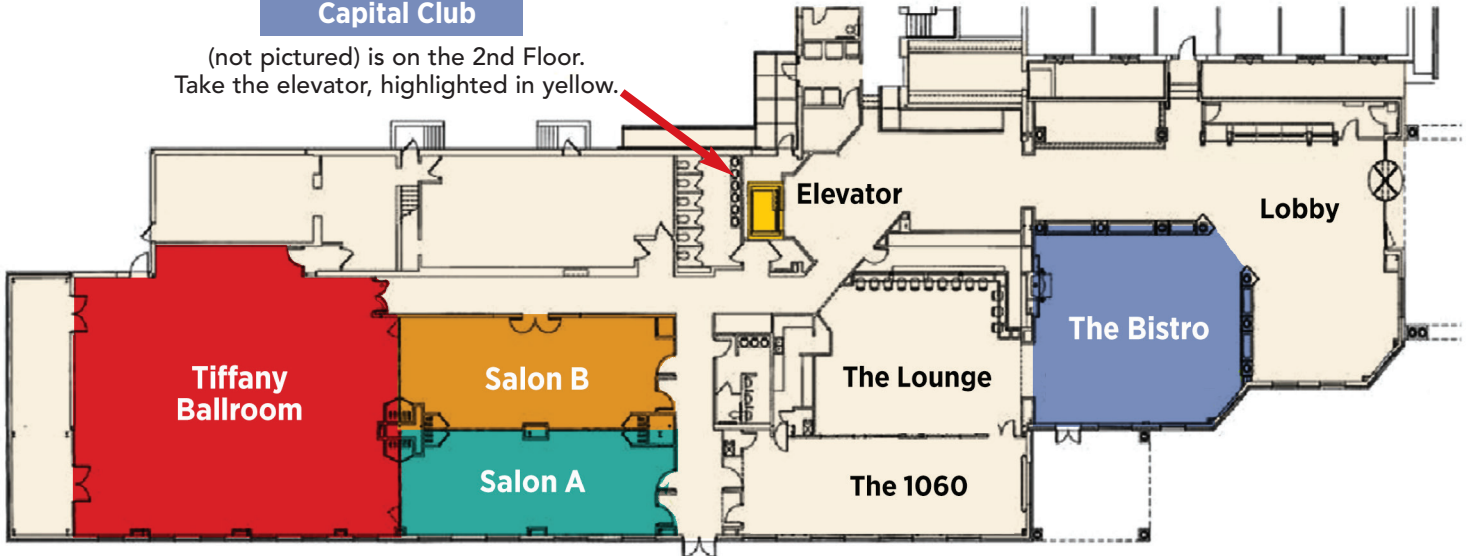 Capital Club
(not pictured) is on the 2nd Floor.
Take the elevator, highlighted in yellow.
Elevator
Lobby
The Bistro
Tiffany
Ballroom
Salon B
The Lounge
Salon A
The 1060